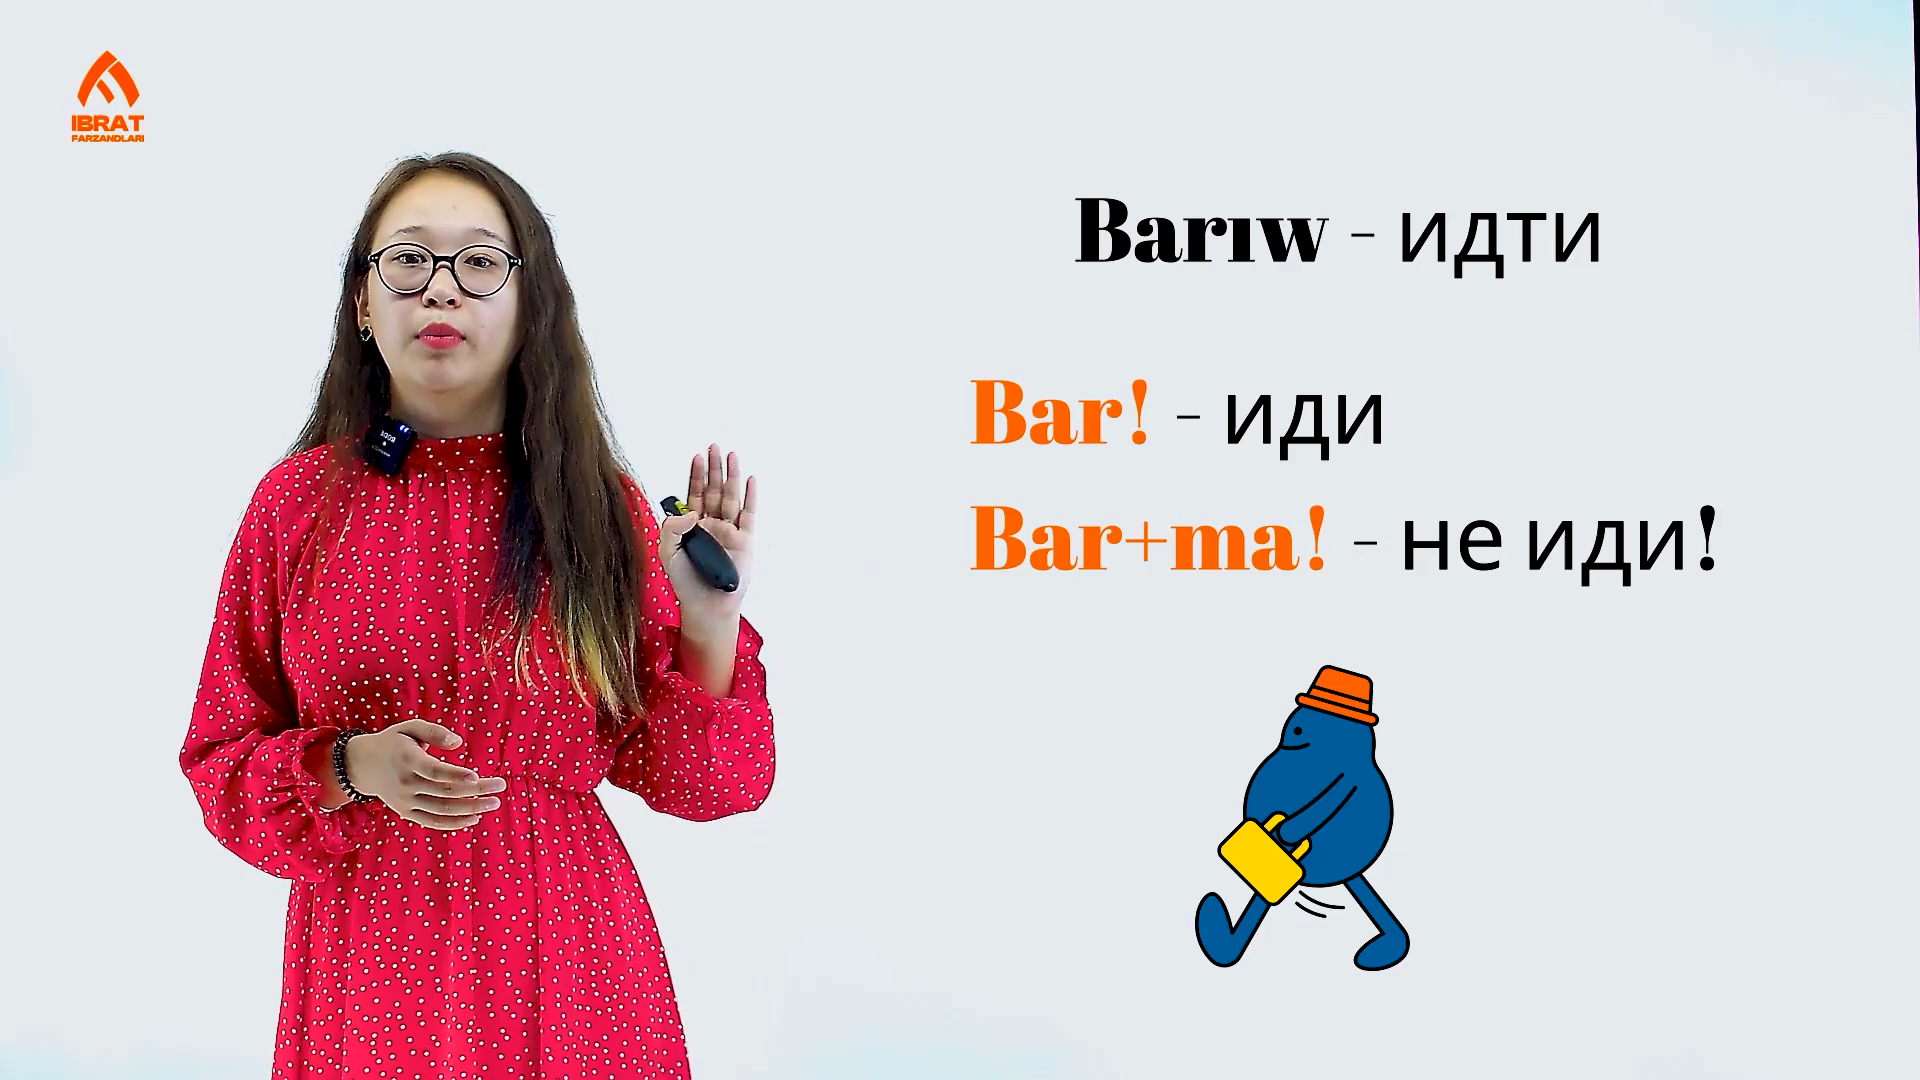 IBRAT
FARZANDLARI
Barıw - идти
Bar! - иди
Bar+ma! - не иди!